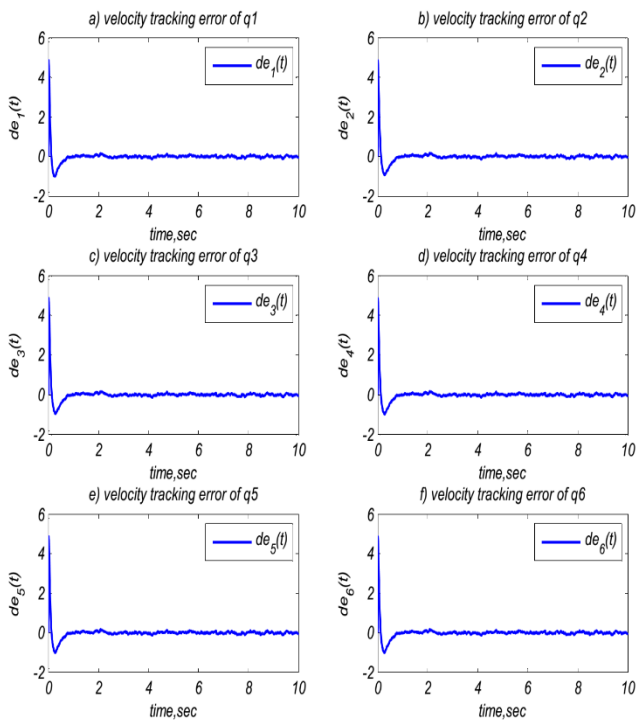 a) velocity tracking error of q1
6
4
2
0
-2
de1(t)
de1(t)
0 2 4 6 8 10
time,sec
b) velocity tracking error of q2
6
4
2
0
-2
de2(t)
de2(t)
0 2 4 6 8 10
time,sec
c) velocity tracking error of q3
6
4
2
0
-2
de3(t)
de3(t)
0 2 4 6 8 10
time,sec
d) velocity tracking error of q4
6
4
2
0
-2
de4(t)
de4(t)
0 2 4 6 8 10
time,sec
e) velocity tracking error of q5
6
4
2
0
-2
de5(t)
de5(t)
0 2 4 6 8 10
time,sec
f) velocity tracking error of q6
6
4
2
0
-2
de6(t)
de6(t)
0 2 4 6 8 10
time,sec